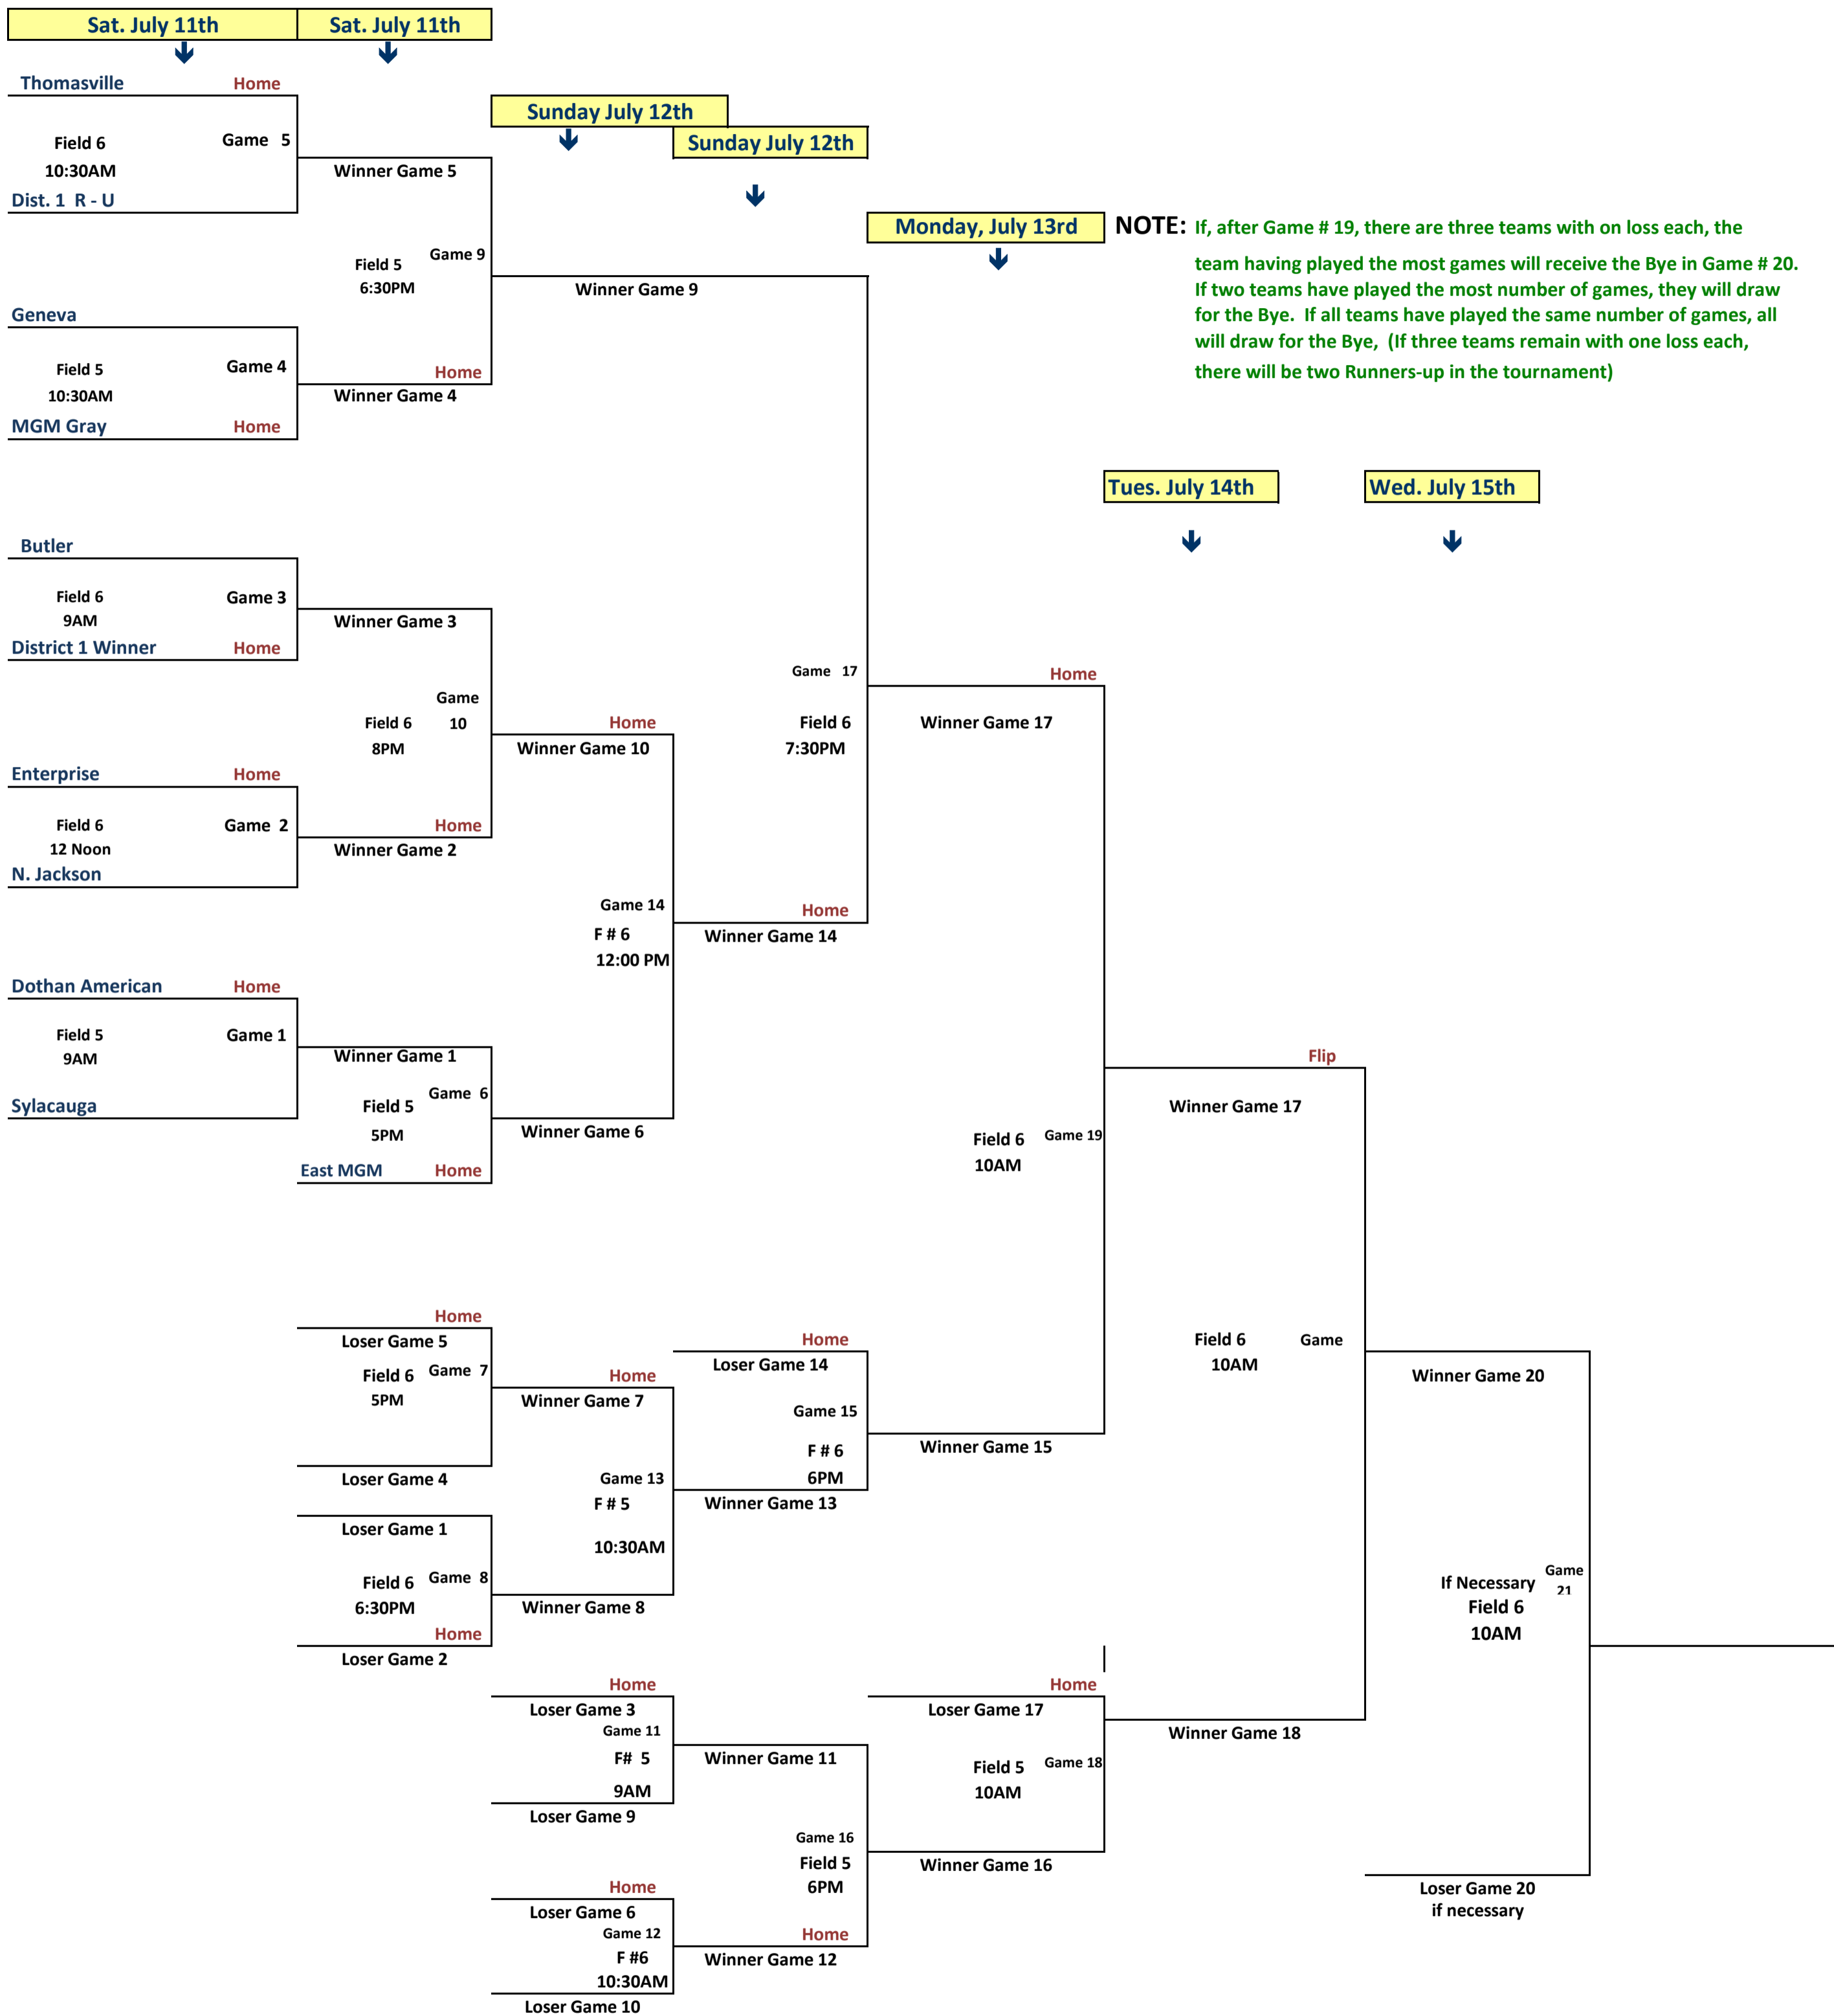 Sat. July 11th
Sat. July 11th
Thomasville Home
Field 6 Game 5
10:30AM
Dist. 1 R - U
Winner Game 5
Sunday July 12th
Sunday July 12th
Monday, July 13rd
NOTE: If, after Game # 19, there are three teams with on loss each, the
team having played the most games will receive the Bye in Game # 20.
If two teams have played the most number of games, they will draw
for the Bye. If all teams have played the same number of games, all
will draw for the Bye, (If three teams remain with one loss each,
there will be two Runners-up in the tournament)
Game 9
Field 5
6:30PM
Winner Game 9
Geneva
Field 5 Game 4
10:30AM
MGM Gray Home
Home
Winner Game 4
Tues. July 14th
Wed. July 15th
Butler
Field 6 Game 3
9AM
District 1 Winner Home
Winner Game 3
Game
Field 6 10
8PM
Home
Winner Game 10
Game 17
Field 6
7:30PM
Home
Winner Game 17
Enterprise Home
Field 6 Game 2
12 Noon
N. Jackson
Home
Winner Game 2
Game 14
F # 6
12:00 PM
Home
Winner Game 14
Dothan American Home
Field 5 Game 1
9AM
Sylacauga
Winner Game 1
Game 6
Field 5
5PM
East MGM Home
Winner Game 6
Field 6 Game 19
10AM
Flip
Winner Game 17
Home
Loser Game 5
Field 6 Game 7
5PM
Loser Game 4
Home
Winner Game 7
Home
Loser Game 14
Game 15
F # 6
6PM
Winner Game 15
Field 6 Game
10AM
Winner Game 20
Game 13
F # 5
10:30AM
Winner Game 13
Loser Game 1
Field 6 Game 8
6:30PM
Home
Loser Game 2
Winner Game 8
If Necessary Game
21
Field 6
10AM
Home
Loser Game 3
Game 11
F# 5
9AM
Loser Game 9
Winner Game 11
Home
Loser Game 17
Field 5 Game 18
10AM
Winner Game 18
Game 16
Field 5
6PM
Winner Game 16
Home
Loser Game 6
Game 12
F #6
10:30AM
Loser Game 10
Home
Winner Game 12
Loser Game 20
if necessary